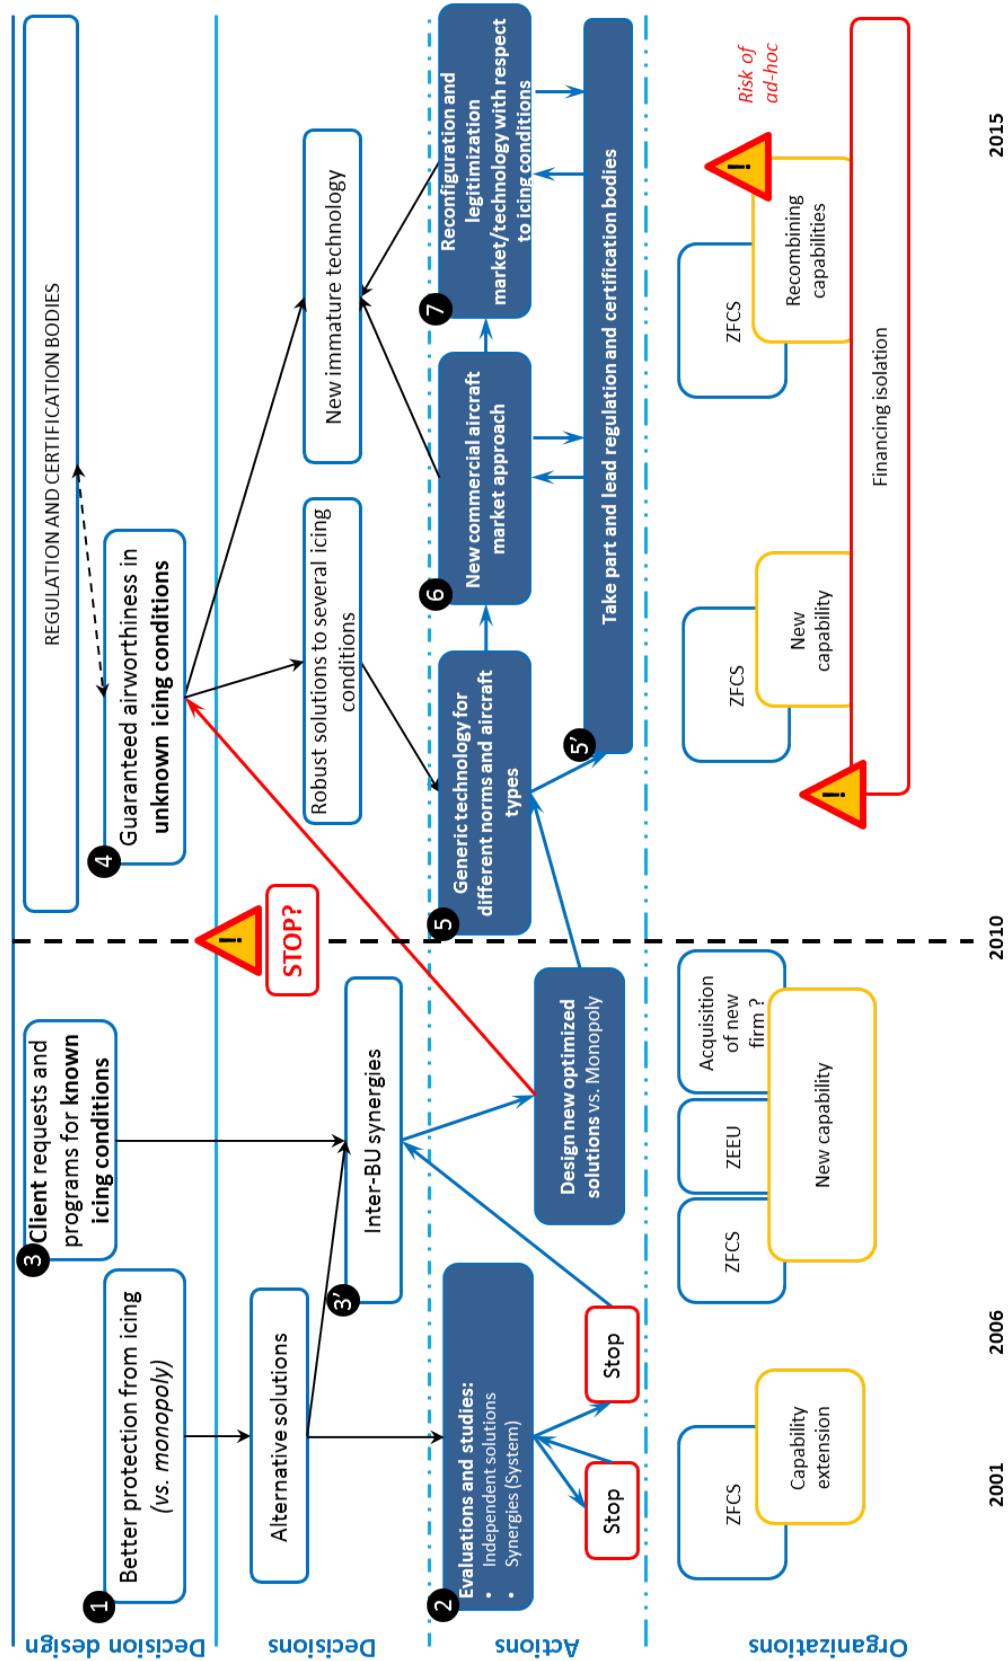 Decision design
REGULATION AND CERTIFICATION BODIES
3
Client requests and
programs for known
icing conditions
1
Better protection from icing
(vs. monopoly)
4
Guaranteed airworthiness in
unknown icing conditions
!
STOP?
Decisions
Alternative solutions
3’
Inter-BU synergies
Robust solutions to several icing
conditions
New immature technology
Actions
2
Evaluations and studies:
• Independent solutions
• Synergies (System)
Stop
Stop
Design new optimized
solutions vs. Monopoly
5
Generic technology for
different norms and aircraft
types
6
New commercial aircraft
market approach
7
Reconfiguration and
legitimization
market/technology with respect
to icing conditions
5’
Take part and lead regulation and certification bodies
Organizations
ZFCS
Capability
extension
ZFCS
ZEEU
Acquisition
of new
firm ?
New capability
ZFCS
New
capability
ZFCS
Recombining
capabilities
!
Risk of
ad-hoc
!
Financing isolation
2001
2006
2010
2015